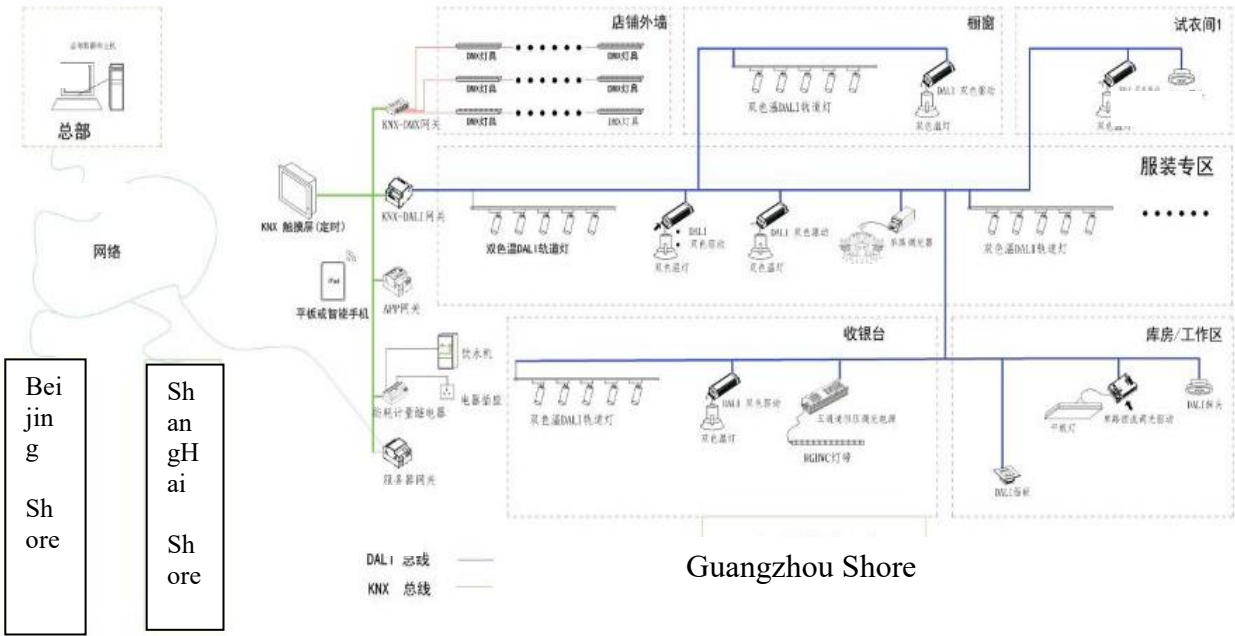 总部
网络
Bei
jin
g
Sh
ore
Sh
an
gH
ai
Sh
ore
KNX 触摸屏(定时)
iPad
平板或智能手机
KNX-DMX网关
KNX-DALI网关
APP网关
饮水机
电器插座
能耗计量继电器
服务器网关
店铺外墙
DMX灯具
DMX灯具
DMX灯具
DMX灯具
DMX灯具
DMX灯具
橱窗
双色温DALI轨道灯
DALI 双色驱动
双色温灯
试衣间1
服装专区
双色温DALI轨道灯
DALI
双色驱动
双色温灯
DALI 双色驱动
双色温灯
双色温DALI轨道灯
收银台
双色温DALI轨道灯
DALI 双色驱动
双色温灯
RGBWC灯带
库房/工作区
平板灯
DALI探头
DALI面板
DALI 总线
KNX 总线
Guangzhou Shore